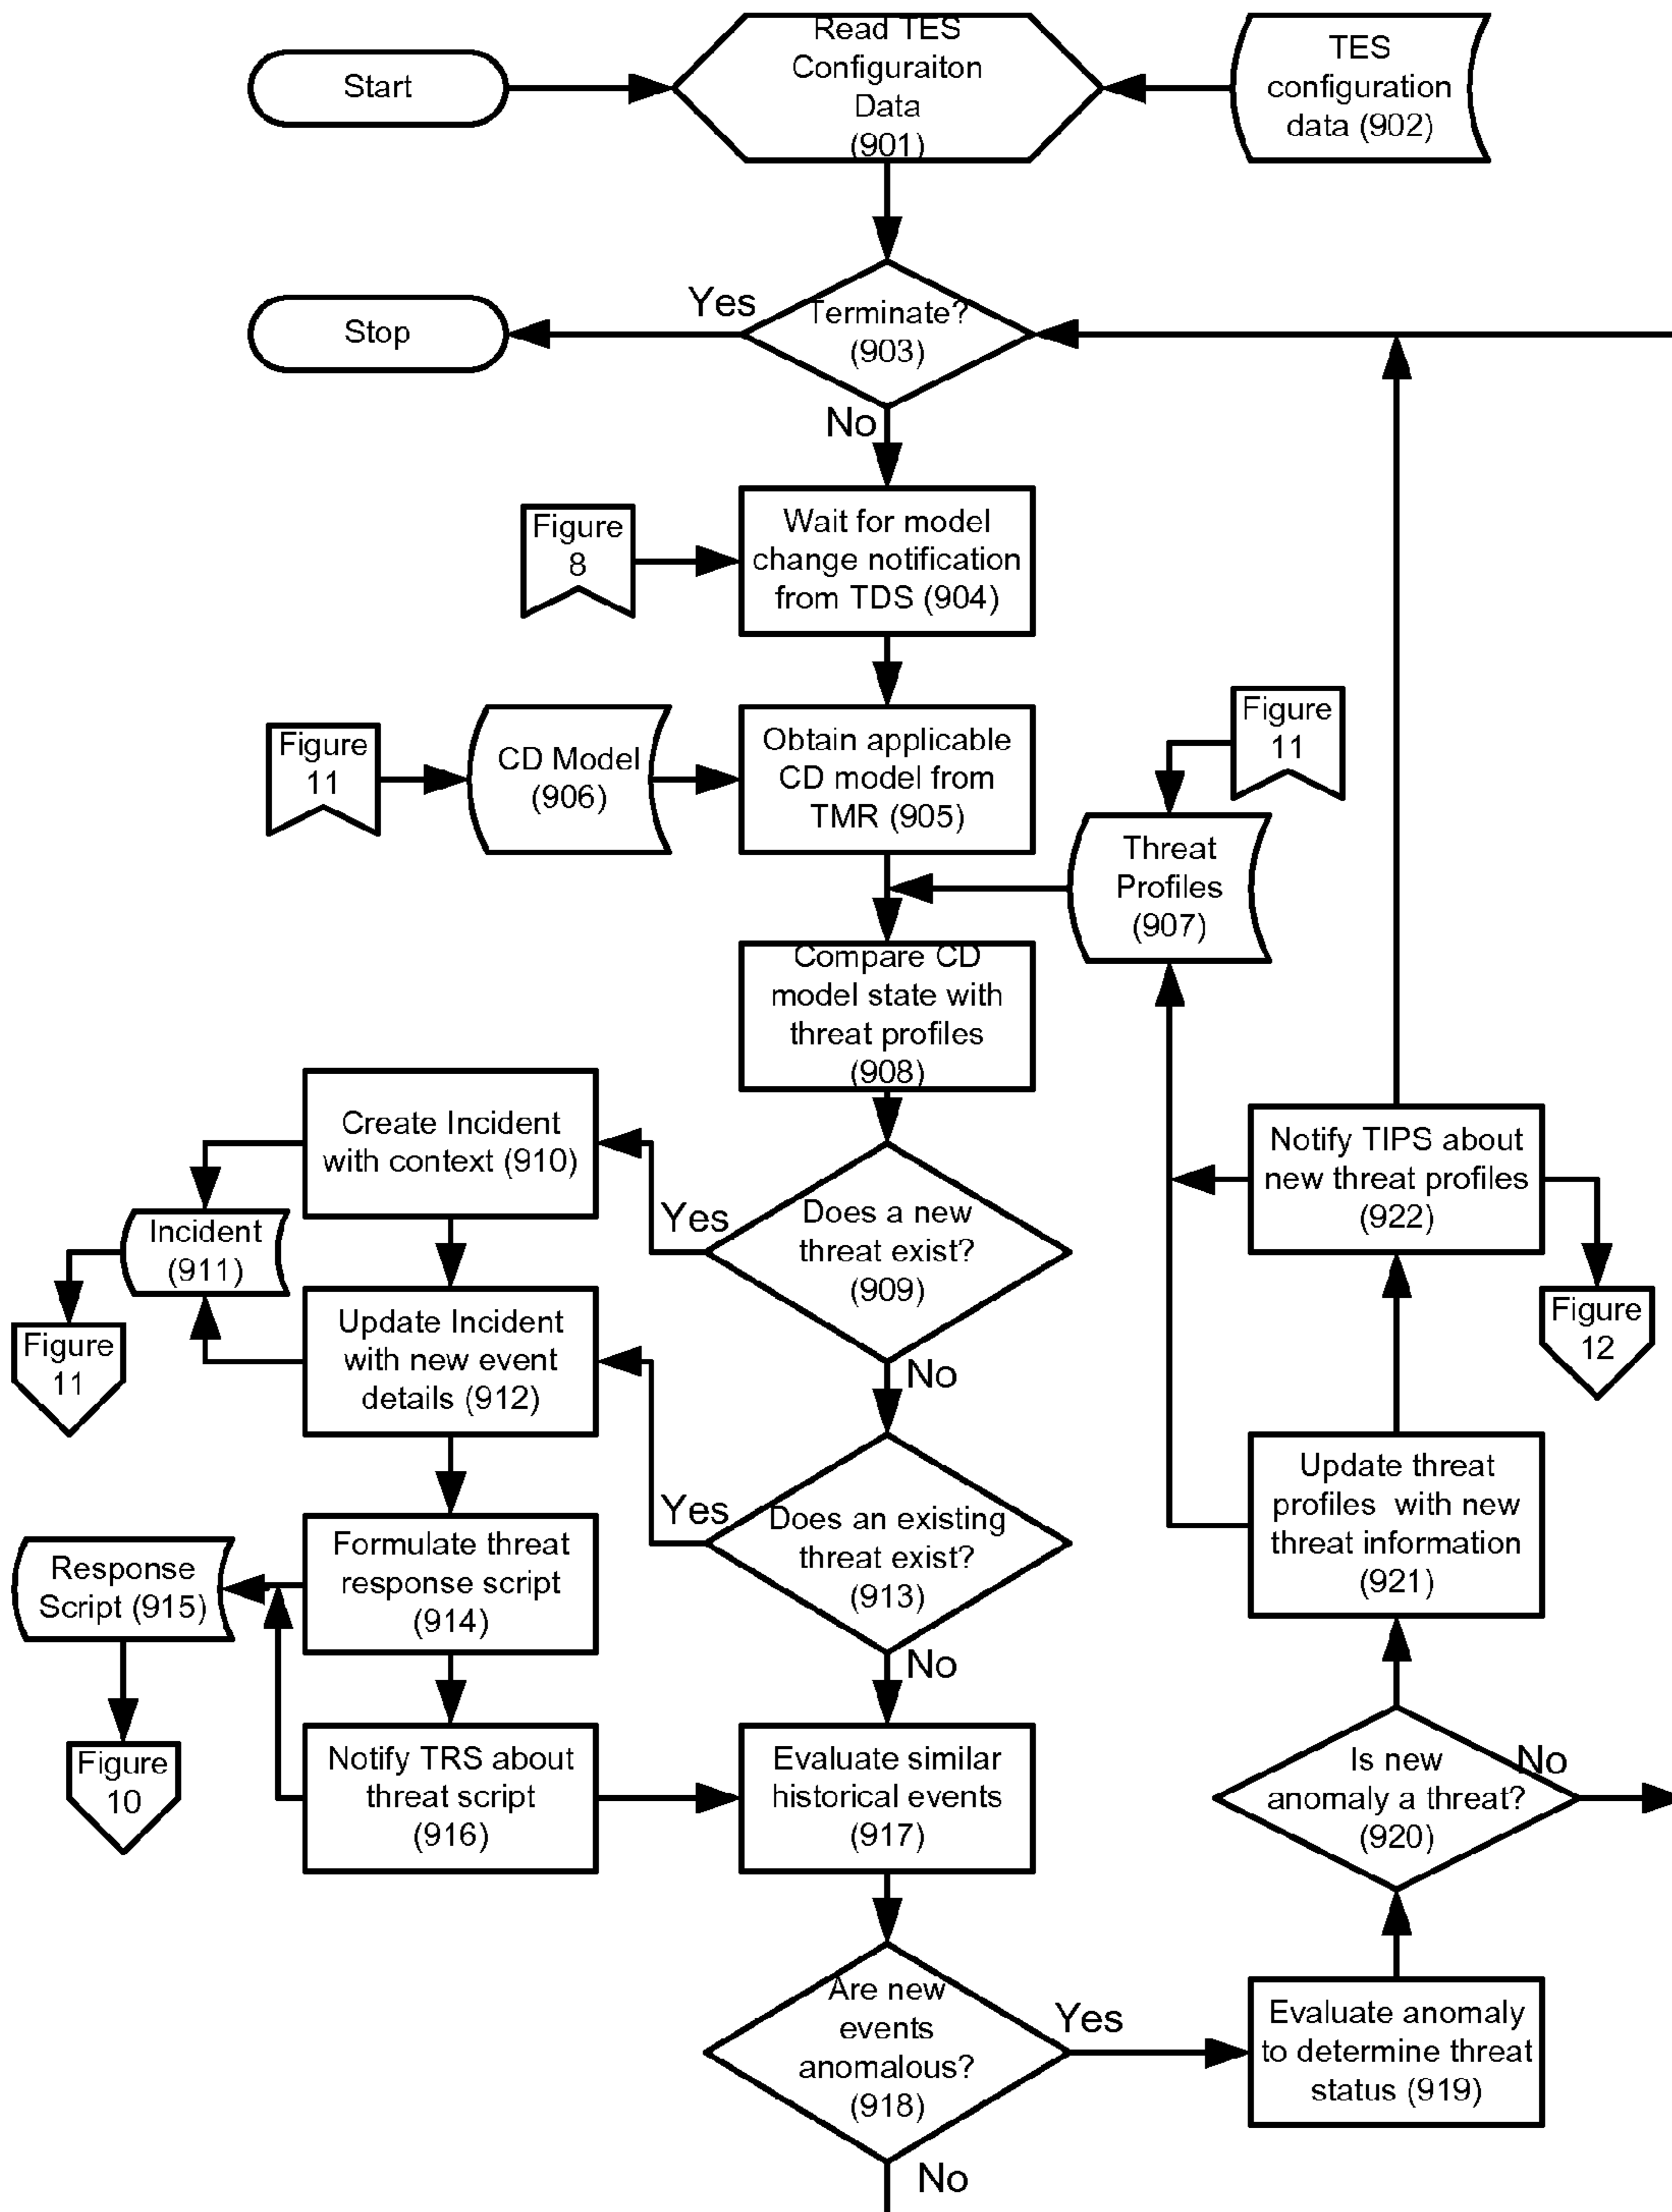 Start
Read TES
Configuraiton
Data
(901)
TES
configuration
data (902)
Stop
Yes
Terminate?
(903)
No
Figure
8
Wait for model
change notification
from TDS (904)
Figure
11
CD Model
(906)
Obtain applicable
CD model from
TMR (905)
Figure
11
Threat
Profiles
(907)
Compare CD
model state with
threat profiles
(908)
Create Incident
with context (910)
Incident
(911)
Figure
11
Yes
Does a new
threat exist?
(909)
No
Notify TIPS about
new threat profiles
(922)
Figure
12
Update Incident
with new event
details (912)
Yes
Does an existing
threat exist?
(913)
No
Update threat
profiles with new
threat information
(921)
Response
Script (915)
Formulate threat
response script
(914)
Figure
10
Notify TRS about
threat script
(916)
Evaluate similar
historical events
(917)
Is new
anomaly a threat?
(920)
No
Are new
events
anomalous?
(918)
Yes
Evaluate anomaly
to determine threat
status (919)
No